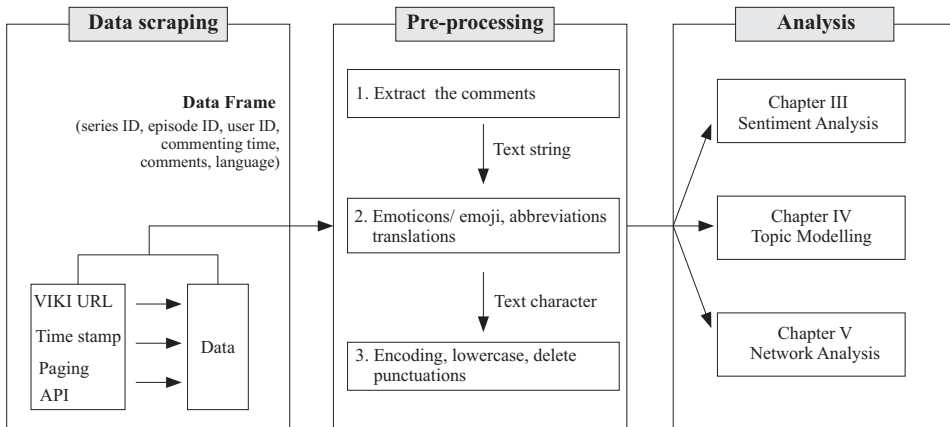 Data scraping
Data Frame
(series ID, episode ID, user ID,
commenting time,
comments, language)
VIKI URL
Time stamp
Paging
API
Data
Pre-processing
1. Extract the comments
Text string
2. Emoticons/ emoji, abbreviations
translations
Text character
3. Encoding, lowercase, delete
punctuations
Analysis
Chapter III
Sentiment Analysis
Chapter IV
Topic Modelling
Chapter V
Network Analysis